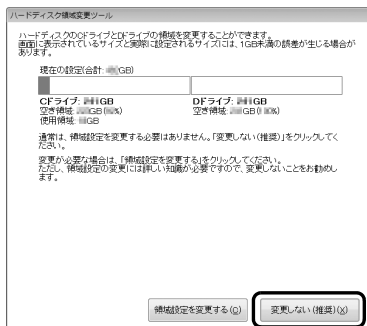 ハードディスク領域変更ツール
ハードディスクのCドライブとDドライブの領域を変更することができます。
画面に表示されているサイズと実際に設定されるサイズには、1GB未満の誤差が生じる場合が
あります。
現在の設定(合計: GB)
Cドライブ: GB
空き領域: GB( %)
使用領域: GB
Dドライブ: GB
空き領域: GB( %)
通常は、領域設定を変更する必要はありません。「変更しない(推奨)」をクリックしてく
ださい。
変更が必要な場合は、「領域設定を変更する」をクリックしてください。
ただし、領域設定の変更には詳しい知識が必要ですので、変更しないことをお勧めし
ます。
領域設定を変更する(C)
変更しない(推奨)(X)